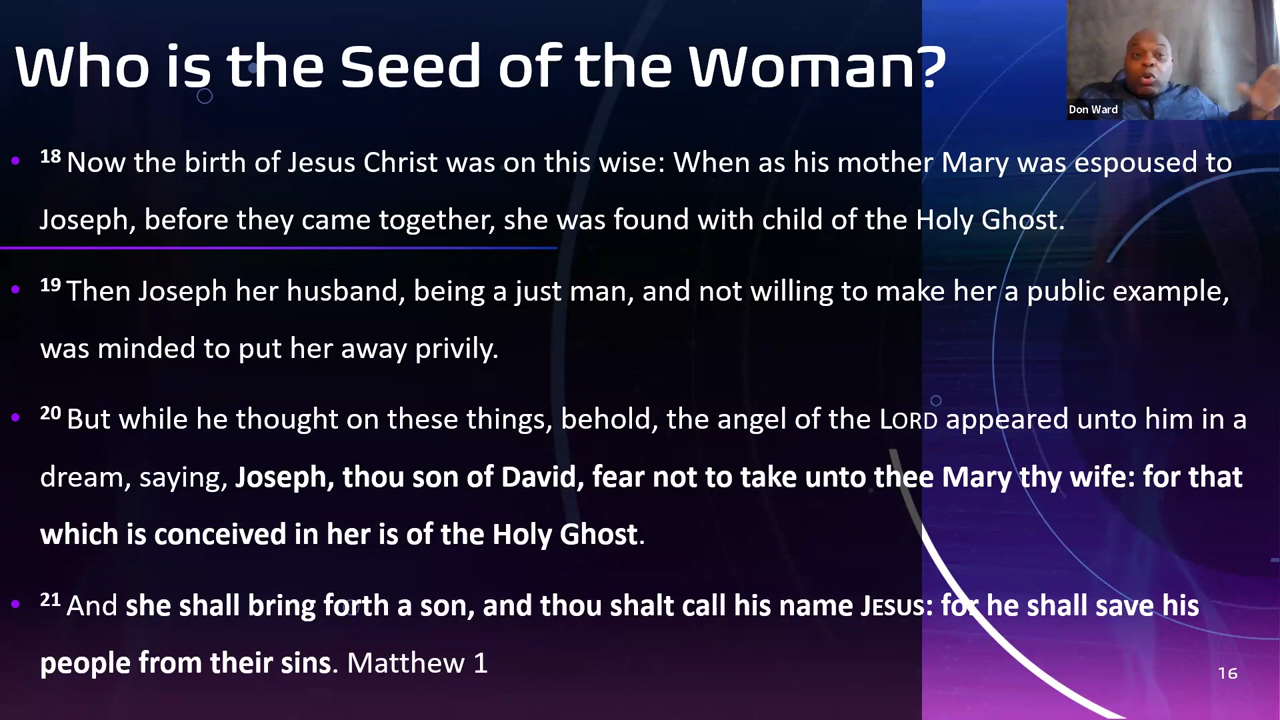 Who is the Seed of the Woman?
Don Ward
• 18 Now the birth of Jesus Christ was on this wise: When as his mother Mary was espoused to
Joseph, before they came together, she was found with child of the Holy Ghost.
• 19 Then Joseph her husband, being a just man, and not willing to make her a public example,
was minded to put her away privily.
• 20 But while he thought on these things, behold, the angel of the LORD appeared unto him in a
dream, saying, Joseph, thou son of David, fear not to take unto thee Mary thy wife: for that
which is conceived in her is of the Holy Ghost.
• 21 And she shall bring forth a son, and thou shalt call his name JESUS: for he shall save his
people from their sins. Matthew 1
16